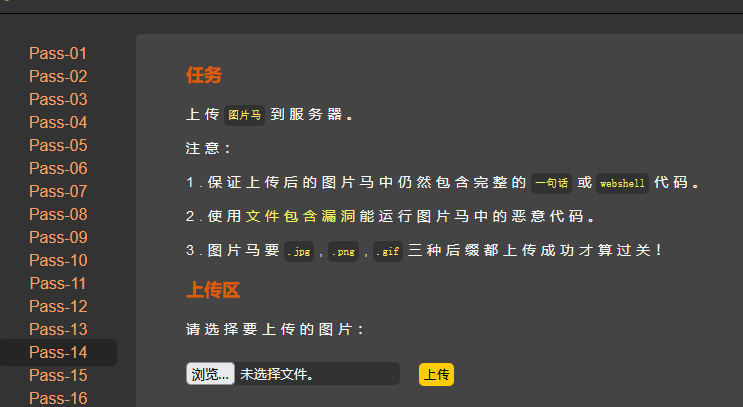 Pass-01
Pass-02
Pass-03
Pass-04
Pass-05
Pass-06
Pass-07
Pass-08
Pass-09
Pass-10
Pass-11
Pass-12
Pass-13
Pass-14
Pass-15
Pass-16
任务
上传 图片马 到服务器。
注意：
1.保证上传后的图片马中仍然包含完整的 一句话 或 webshell 代码。
2.使用文件包含漏洞能运行图片马中的恶意代码。
3.图片马要 .jpg , .png , .gif 三种后缀都上传成功才算过关！
上传区
请选择要上传的图片：
浏览... 未选择文件。 上传